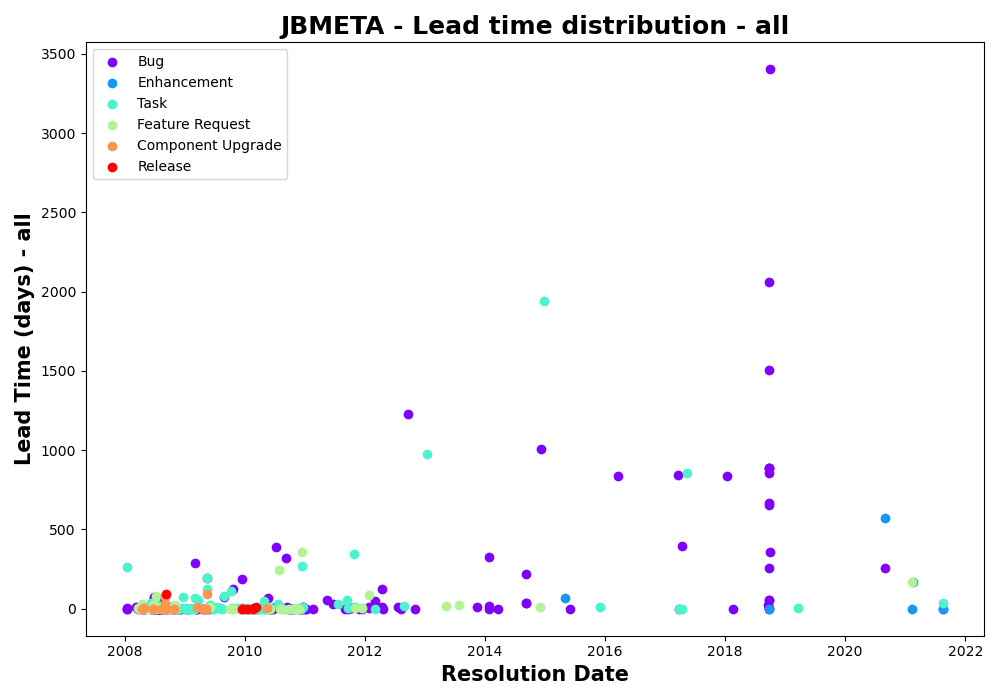 JBMETA - Lead time distribution - all
Lead Time (days) - all
3500
3000
2500
2000
1500
1000
500
0
Bug
Enhancement
Task
Feature Request
Component Upgrade
Release
2008
2010
2012
2014
2016
2018
2020
2022
Resolution Date